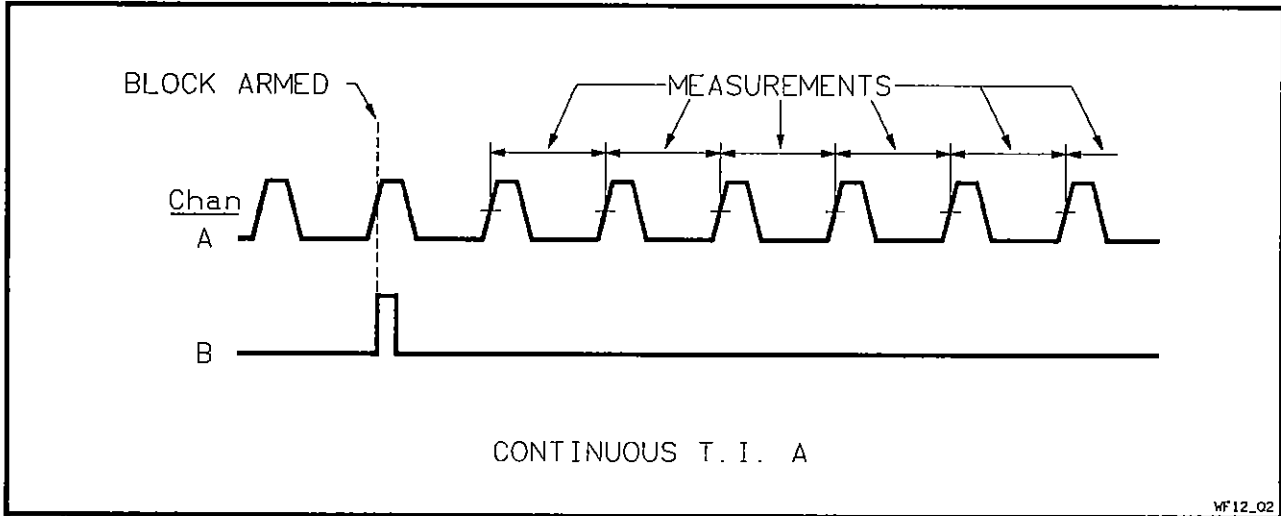 BLOCK ARMED
MEASUREMENTS
Chan
A
B
CONTINUOUS T.I. A
WF12_02